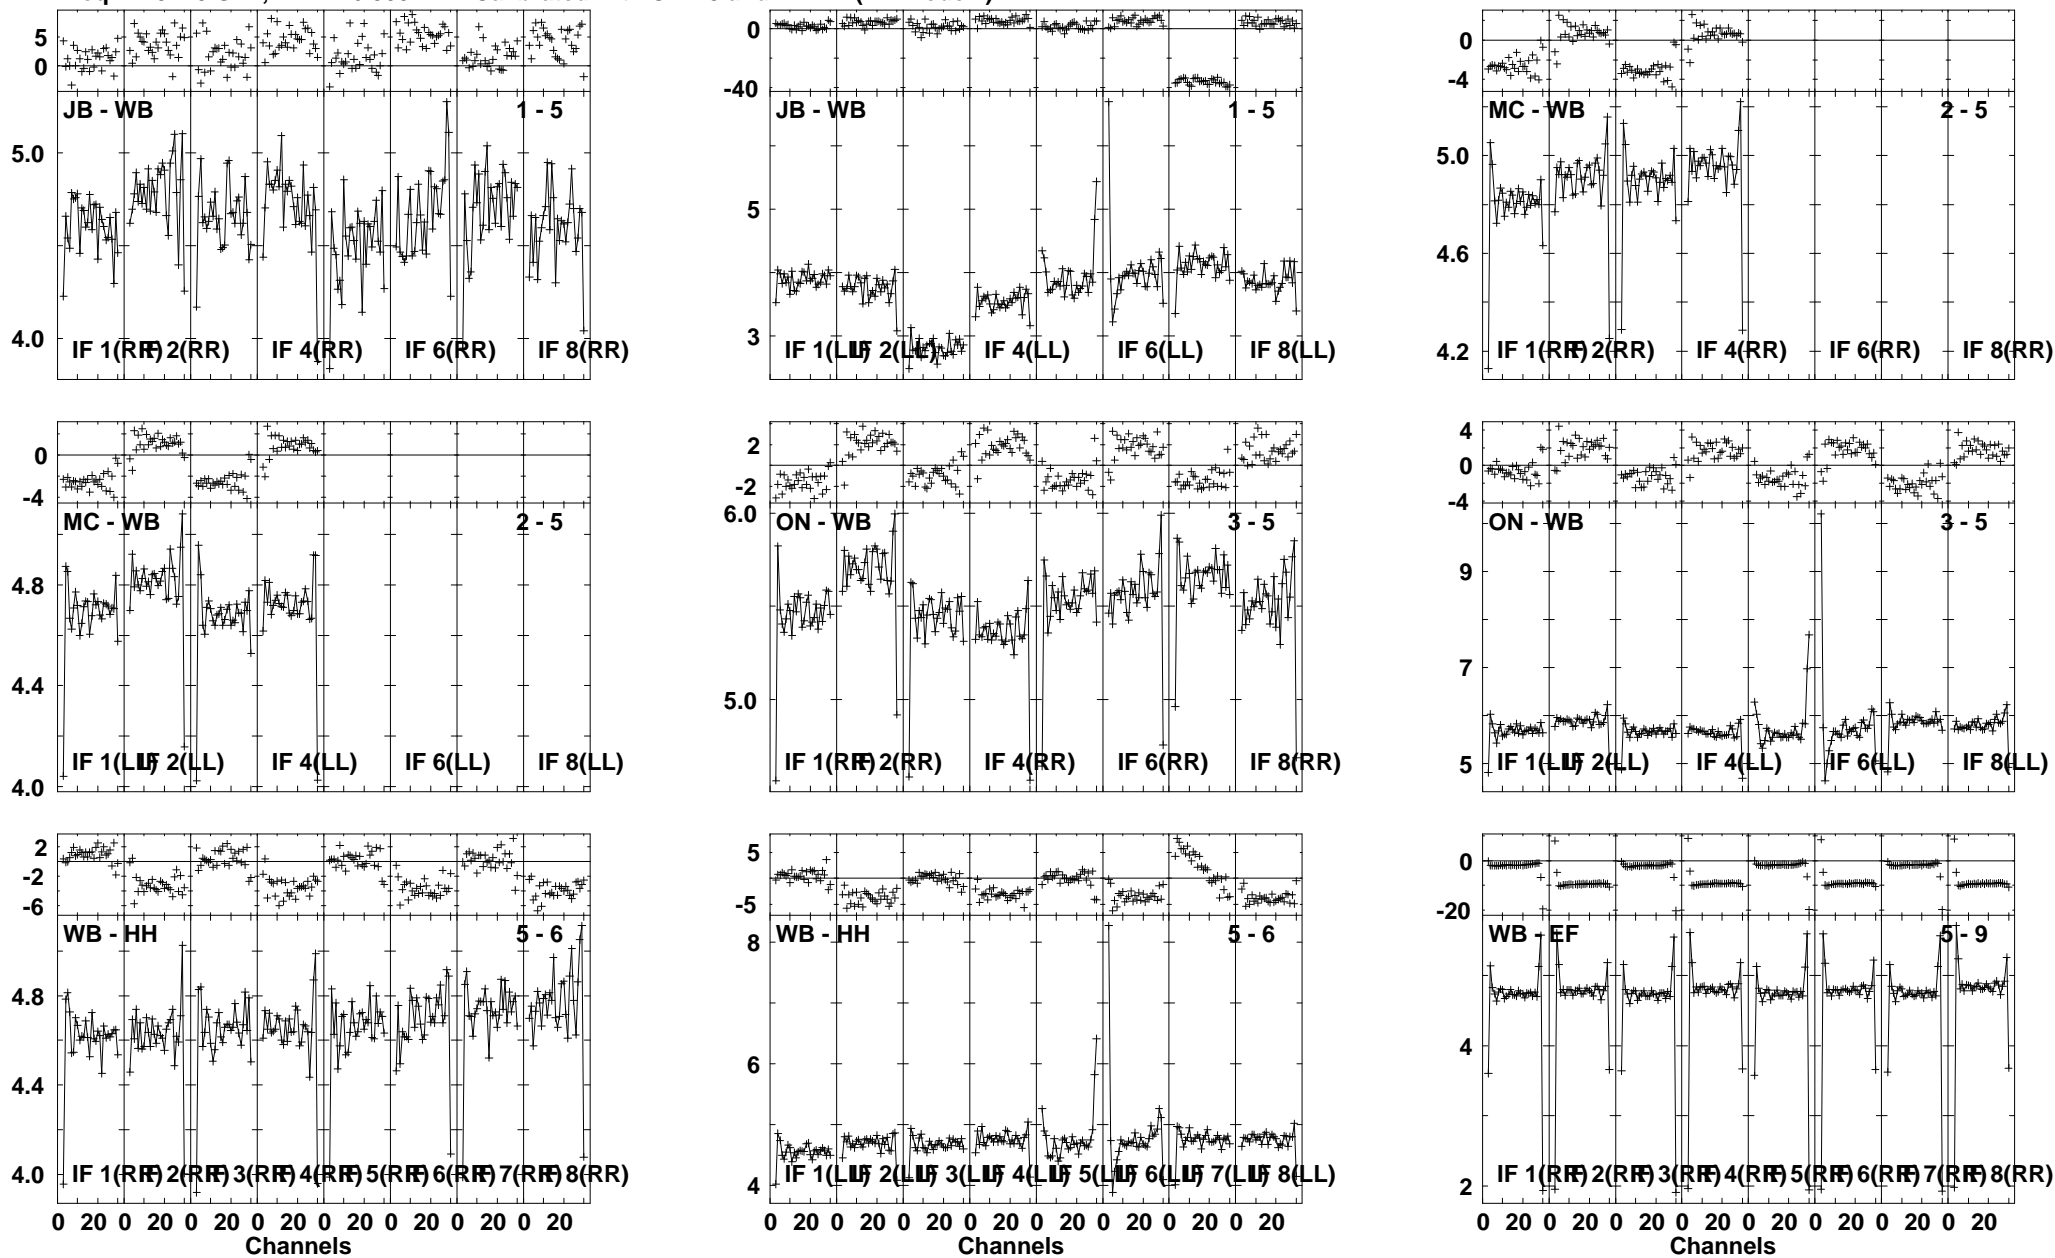 5
0
JB - WB 1 - 5
5.0
4.0
IF 1(RR) IF 2(RR) IF 4(RR) IF 6(RR) IF 8(RR)
0
-40
JB - WB 1 - 5
5
3
IF 1(LL) IF 2(LL) IF 4(LL) IF 6(LL) IF 8(LL)
0
-4
MC - WB 2 - 5
5.0
4.6
4.2
IF 1(RR) IF 2(RR) IF 4(RR) IF 6(RR) IF 8(RR)
0
-4
MC - WB 2 - 5
4.8
4.4
4.0
IF 1(LL) IF 2(LL) IF 4(LL) IF 6(LL) IF 8(LL)
2
-2
6.0
ON - WB 3 - 5
5.0
IF 1(RR) IF 2(RR) IF 4(RR) IF 6(RR) IF 8(RR)
4
0
-4
ON - WB 3 - 5
9
7
5
IF 1(LL) IF 2(LL) IF 4(LL) IF 6(LL) IF 8(LL)
2
-2
-6
WB - HH 5 - 6
4.8
4.4
4.0
IF 1(RR) IF 2(RR) IF 3(RR) IF 4(RR) IF 5(RR) IF 6(RR) IF 7(RR) IF 8(RR)
0 20 0 20 0 20 0 20 0 20 0 20 0 20 0 20
Channels
5
-5
WB - HH 5 - 6
8
6
4
IF 1(LL) IF 2(LL) IF 3(LL) IF 4(LL) IF 5(LL) IF 6(LL) IF 7(LL) IF 8(LL)
0 20 0 20 0 20 0 20 0 20 0 20 0 20 0 20
Channels
0
-20
WB - EF 5 - 9
4
2
IF 1(RR) IF 2(RR) IF 3(RR) IF 4(RR) IF 5(RR) IF 6(RR) IF 7(RR) IF 8(RR)
0 20 0 20 0 20 0 20 0 20 0 20 0 20 0 20
Channels